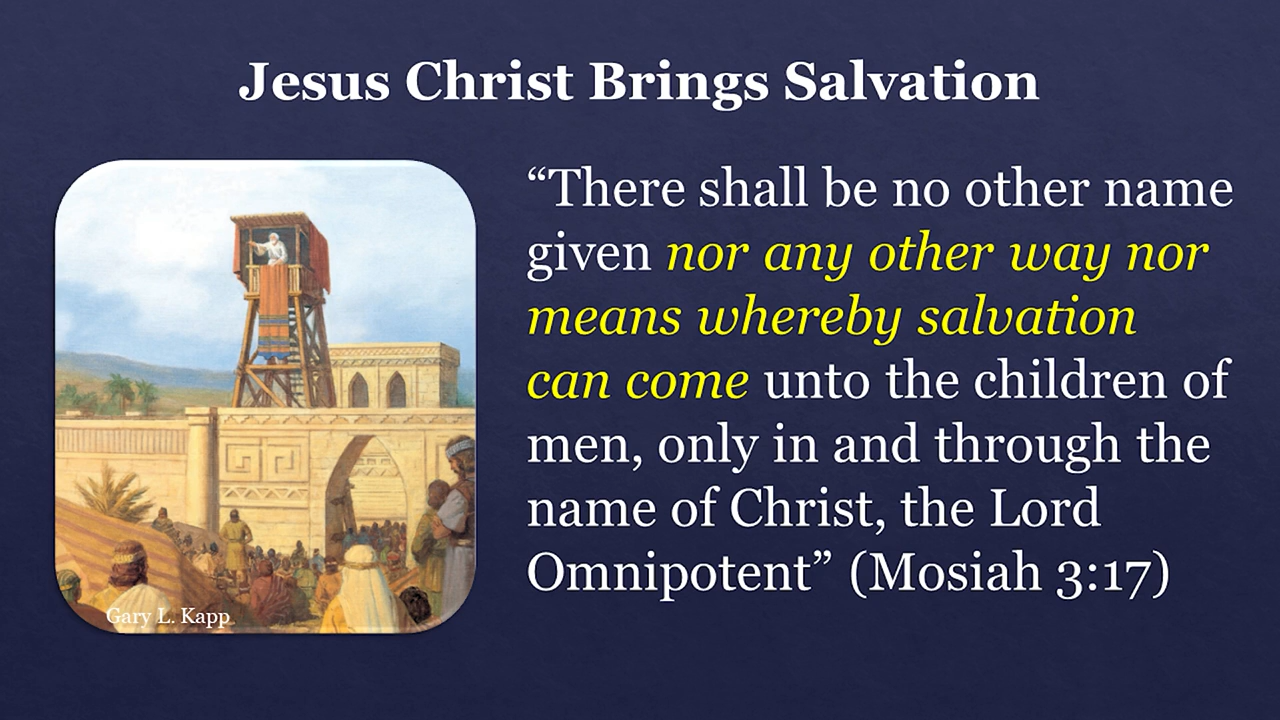 Jesus Christ Brings Salvation
“There shall be no other name
given nor any other way nor
means whereby salvation
can come unto the children of
men, only in and through the
name of Christ, the Lord
Omnipotent” (Mosiah 3:17)
Gary L. Kapp